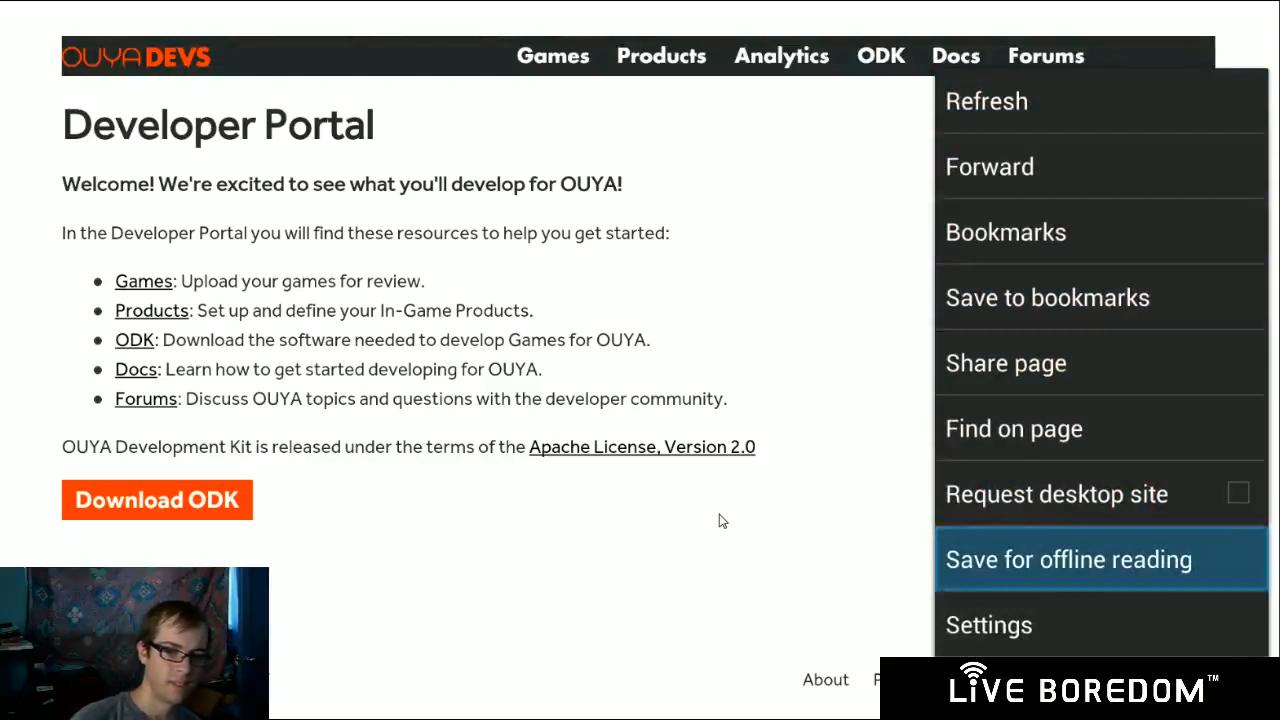 OUYA DEVS Games Products Analytics ODK Docs Forums
Developer Portal
Welcome! We're excited to see what you'll develop for OUYA!
In the Developer Portal you will find these resources to help you get started:
Games: Upload your games for review.
Products: Set up and define your In-Game Products.
ODK: Download the software needed to develop Games for OUYA.
Docs: Learn how to get started developing for OUYA.
Forums: Discuss OUYA topics and questions with the developer community.
OUYA Development Kit is released under the terms of the Apache License, Version 2.0
Download ODK
Refresh
Forward
Bookmarks
Save to bookmarks
Share page
Find on page
Request desktop site
Save for offline reading
Settings
About
LIVE BOREDOM™